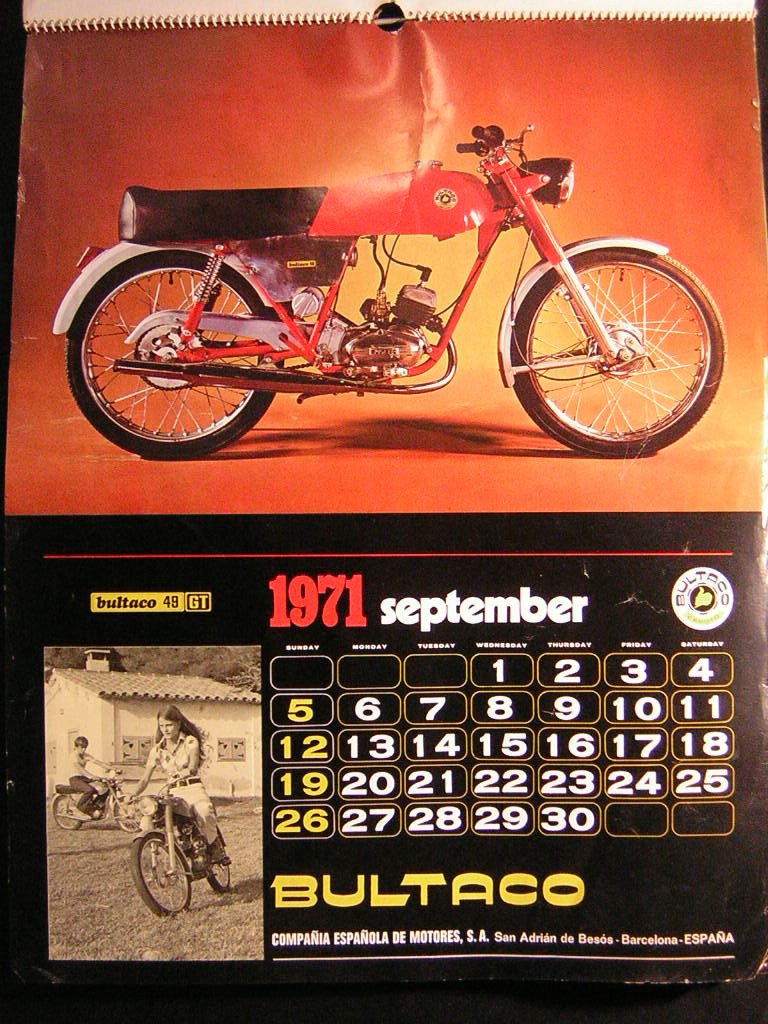 bultaco 49 GT
1971 september
BULTACO
SUNDAY MONDAY TUESDAY WEDNESDAY THURSDAY FRIDAY SATURDAY
1 2 3 4
5 6 7 8 9 10 11
12 13 14 15 16 17 18
19 20 21 22 23 24 25
26 27 28 29 30
BULTACO
COMPAÑIA ESPAÑOLA DE MOTORES, S.A. San Adrián de Besós - Barcelona - ESPAÑA